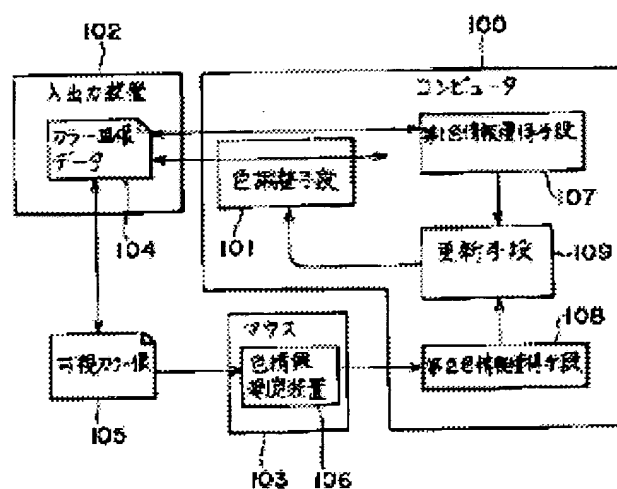 100
102
入出力装置
コンピュータ
カラー画像
データ
第1色情報獲得手段
色調整手段
104
101
107
更新手段
109
108
マウス
可視カラー像
色情報
測定装置
第2色情報獲得手段
105
103
106